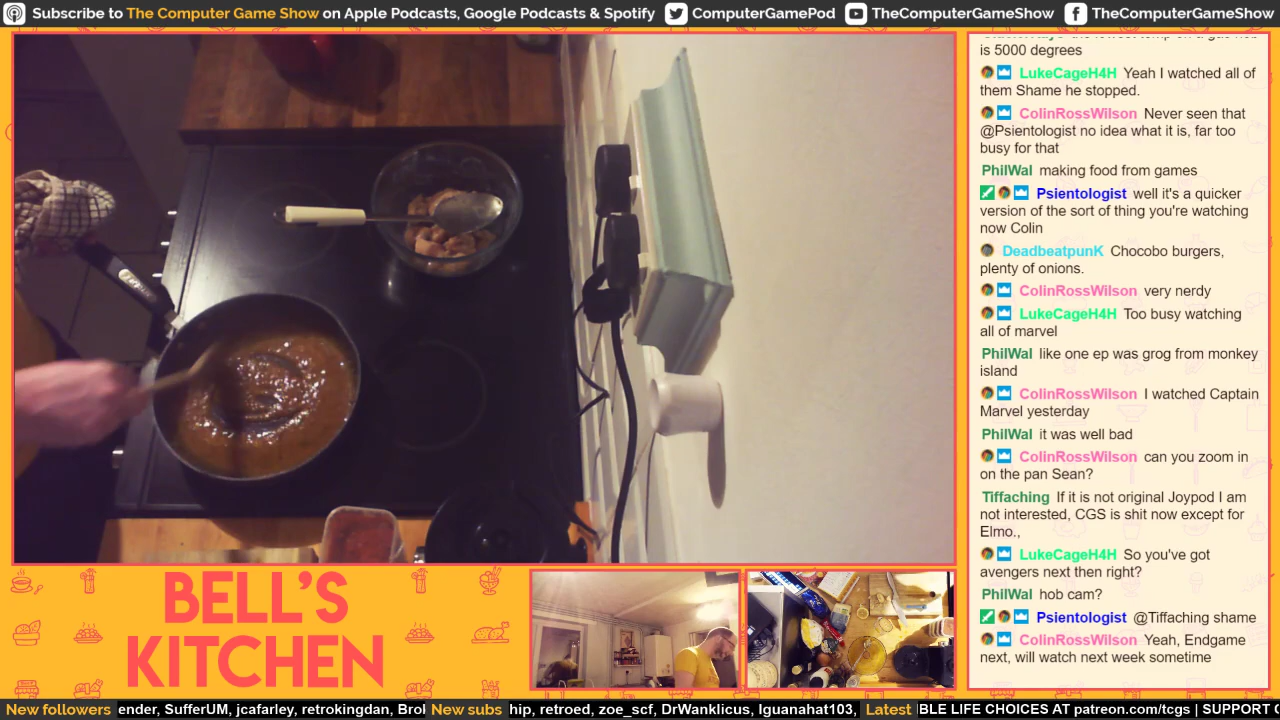 Subscribe to The Computer Game Show on Apple Podcasts, Google Podcasts & Spotify ComputerGamePod TheComputerGameShow TheComputerGameShow
is 5000 degrees
LukeCageH4H Yeah I watched all of
them Shame he stopped.
ColinRossWilson Never seen that
@Psientologist no idea what it is, far too
busy for that
PhilWal making food from games
Psientologist well it's a quicker
version of the sort of thing you're watching
now Colin
DeadbeatpunK Chocobo burgers,
plenty of onions.
ColinRossWilson very nerdy
LukeCageH4H Too busy watching
all of marvel
PhilWal like one ep was grog from monkey
island
ColinRossWilson I watched Captain
Marvel yesterday
PhilWal it was well bad
ColinRossWilson can you zoom in
on the pan Sean?
Tiffaching If it is not original Joypod I am
not interested, CGS is shit now except for
Elmo.,
LukeCageH4H So you've got
avengers next then right?
PhilWal hob cam?
Psientologist @Tiffaching shame
ColinRossWilson Yeah, Endgame
next, will watch next week sometime
BELL'S
KITCHEN
New followers ender, SufferUM, jcafarley, retrokingdan, Brol New subs hip, retroed, zoe_scf, DrWanklicus, Iguanahat103, Latest BLE LIFE CHOICES AT patreon.com/tcgs | SUPPORT